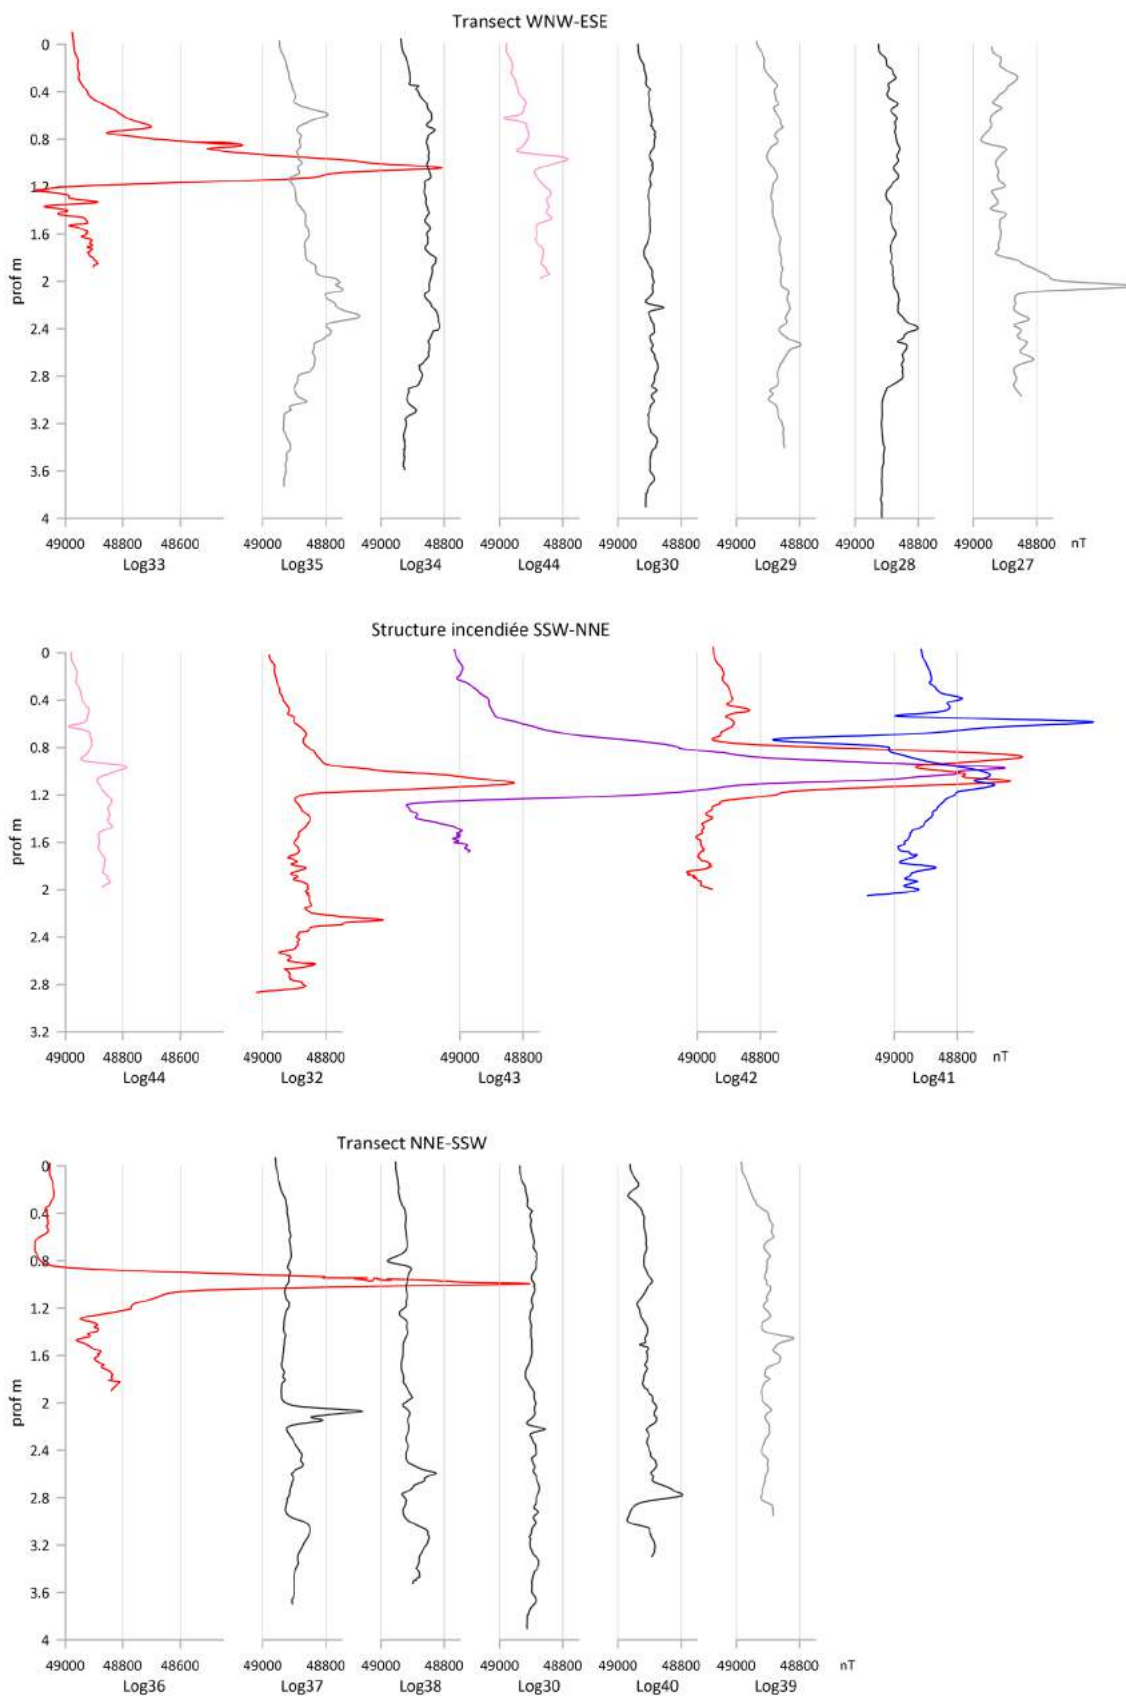 Transect WNW-ESE
0
0.4
0.8
1.2
1.6
2
2.4
2.8
3.2
3.6
4
prof m
49000 48800 48600 49000 48800 49000 48800 49000 48800 49000 48800 49000 48800 49000 48800 49000 48800 nT
Log33 Log35 Log34 Log44 Log30 Log29 Log28 Log27
Structure incendiée SSW-NNE
0
0.4
0.8
1.2
1.6
2
2.4
2.8
3.2
prof m
49000 48800 48600 49000 48800 49000 48800 49000 48800 49000 48800 nT
Log44 Log32 Log43 Log42 Log41
Transect NNE-SSW
0
0.4
0.8
1.2
1.6
2
2.4
2.8
3.2
3.6
4
prof m
49000 48800 48600 49000 48800 49000 48800 49000 48800 49000 48800 49000 48800 nT
Log36 Log37 Log38 Log30 Log40 Log39